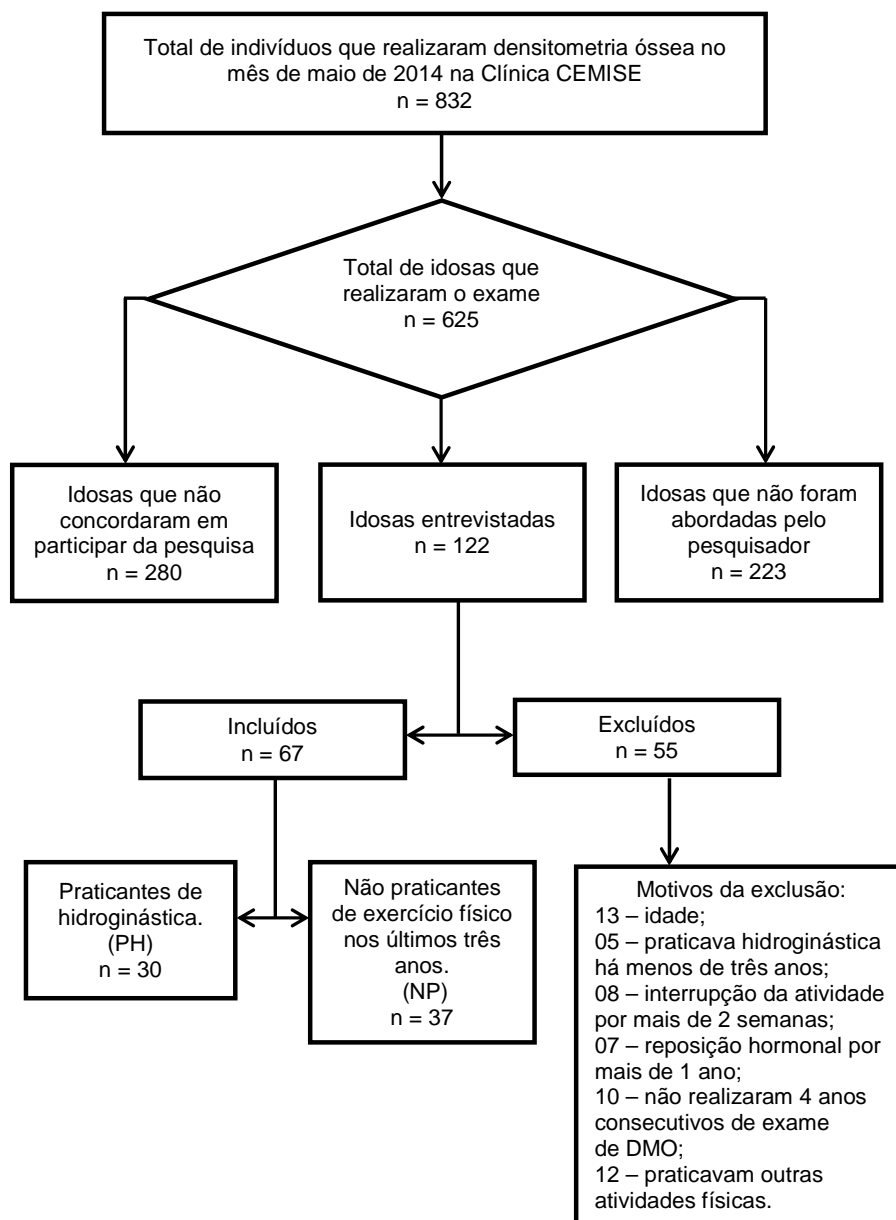 Total de indivíduos que realizaram densitometria óssea no
mês de maio de 2014 na Clínica CEMISE
n = 832
Total de idosas que
realizaram o exame
n = 625
Idosas que não
concordaram em
participar da pesquisa
n = 280
Idosas entrevistadas
n = 122
Idosas que não foram
abordadas pelo
pesquisador
n = 223
Incluídos
n = 67
Excluídos
n = 55
Praticantes de
hidroginástica.
(PH)
n = 30
Não praticantes
de exercício físico
nos últimos três
anos.
(NP)
n = 37
Motivos da exclusão:
13 – idade;
05 – praticava hidroginástica
há menos de três anos;
08 – interrupção da atividade
por mais de 2 semanas;
07 – reposição hormonal por
mais de 1 ano;
10 – não realizaram 4 anos
consecutivos de exame
de DMO;
12 – praticavam outras
atividades físicas.